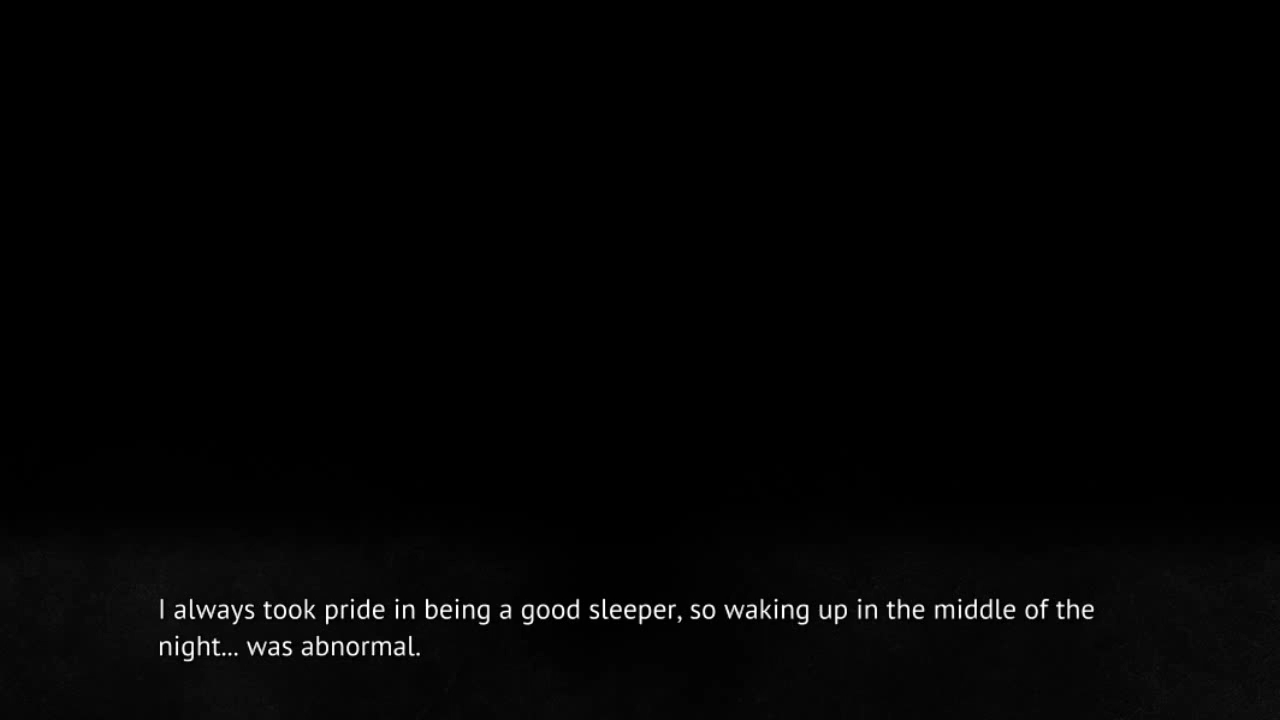 I always took pride in being a good sleeper, so waking up in the middle of the
night... was abnormal.